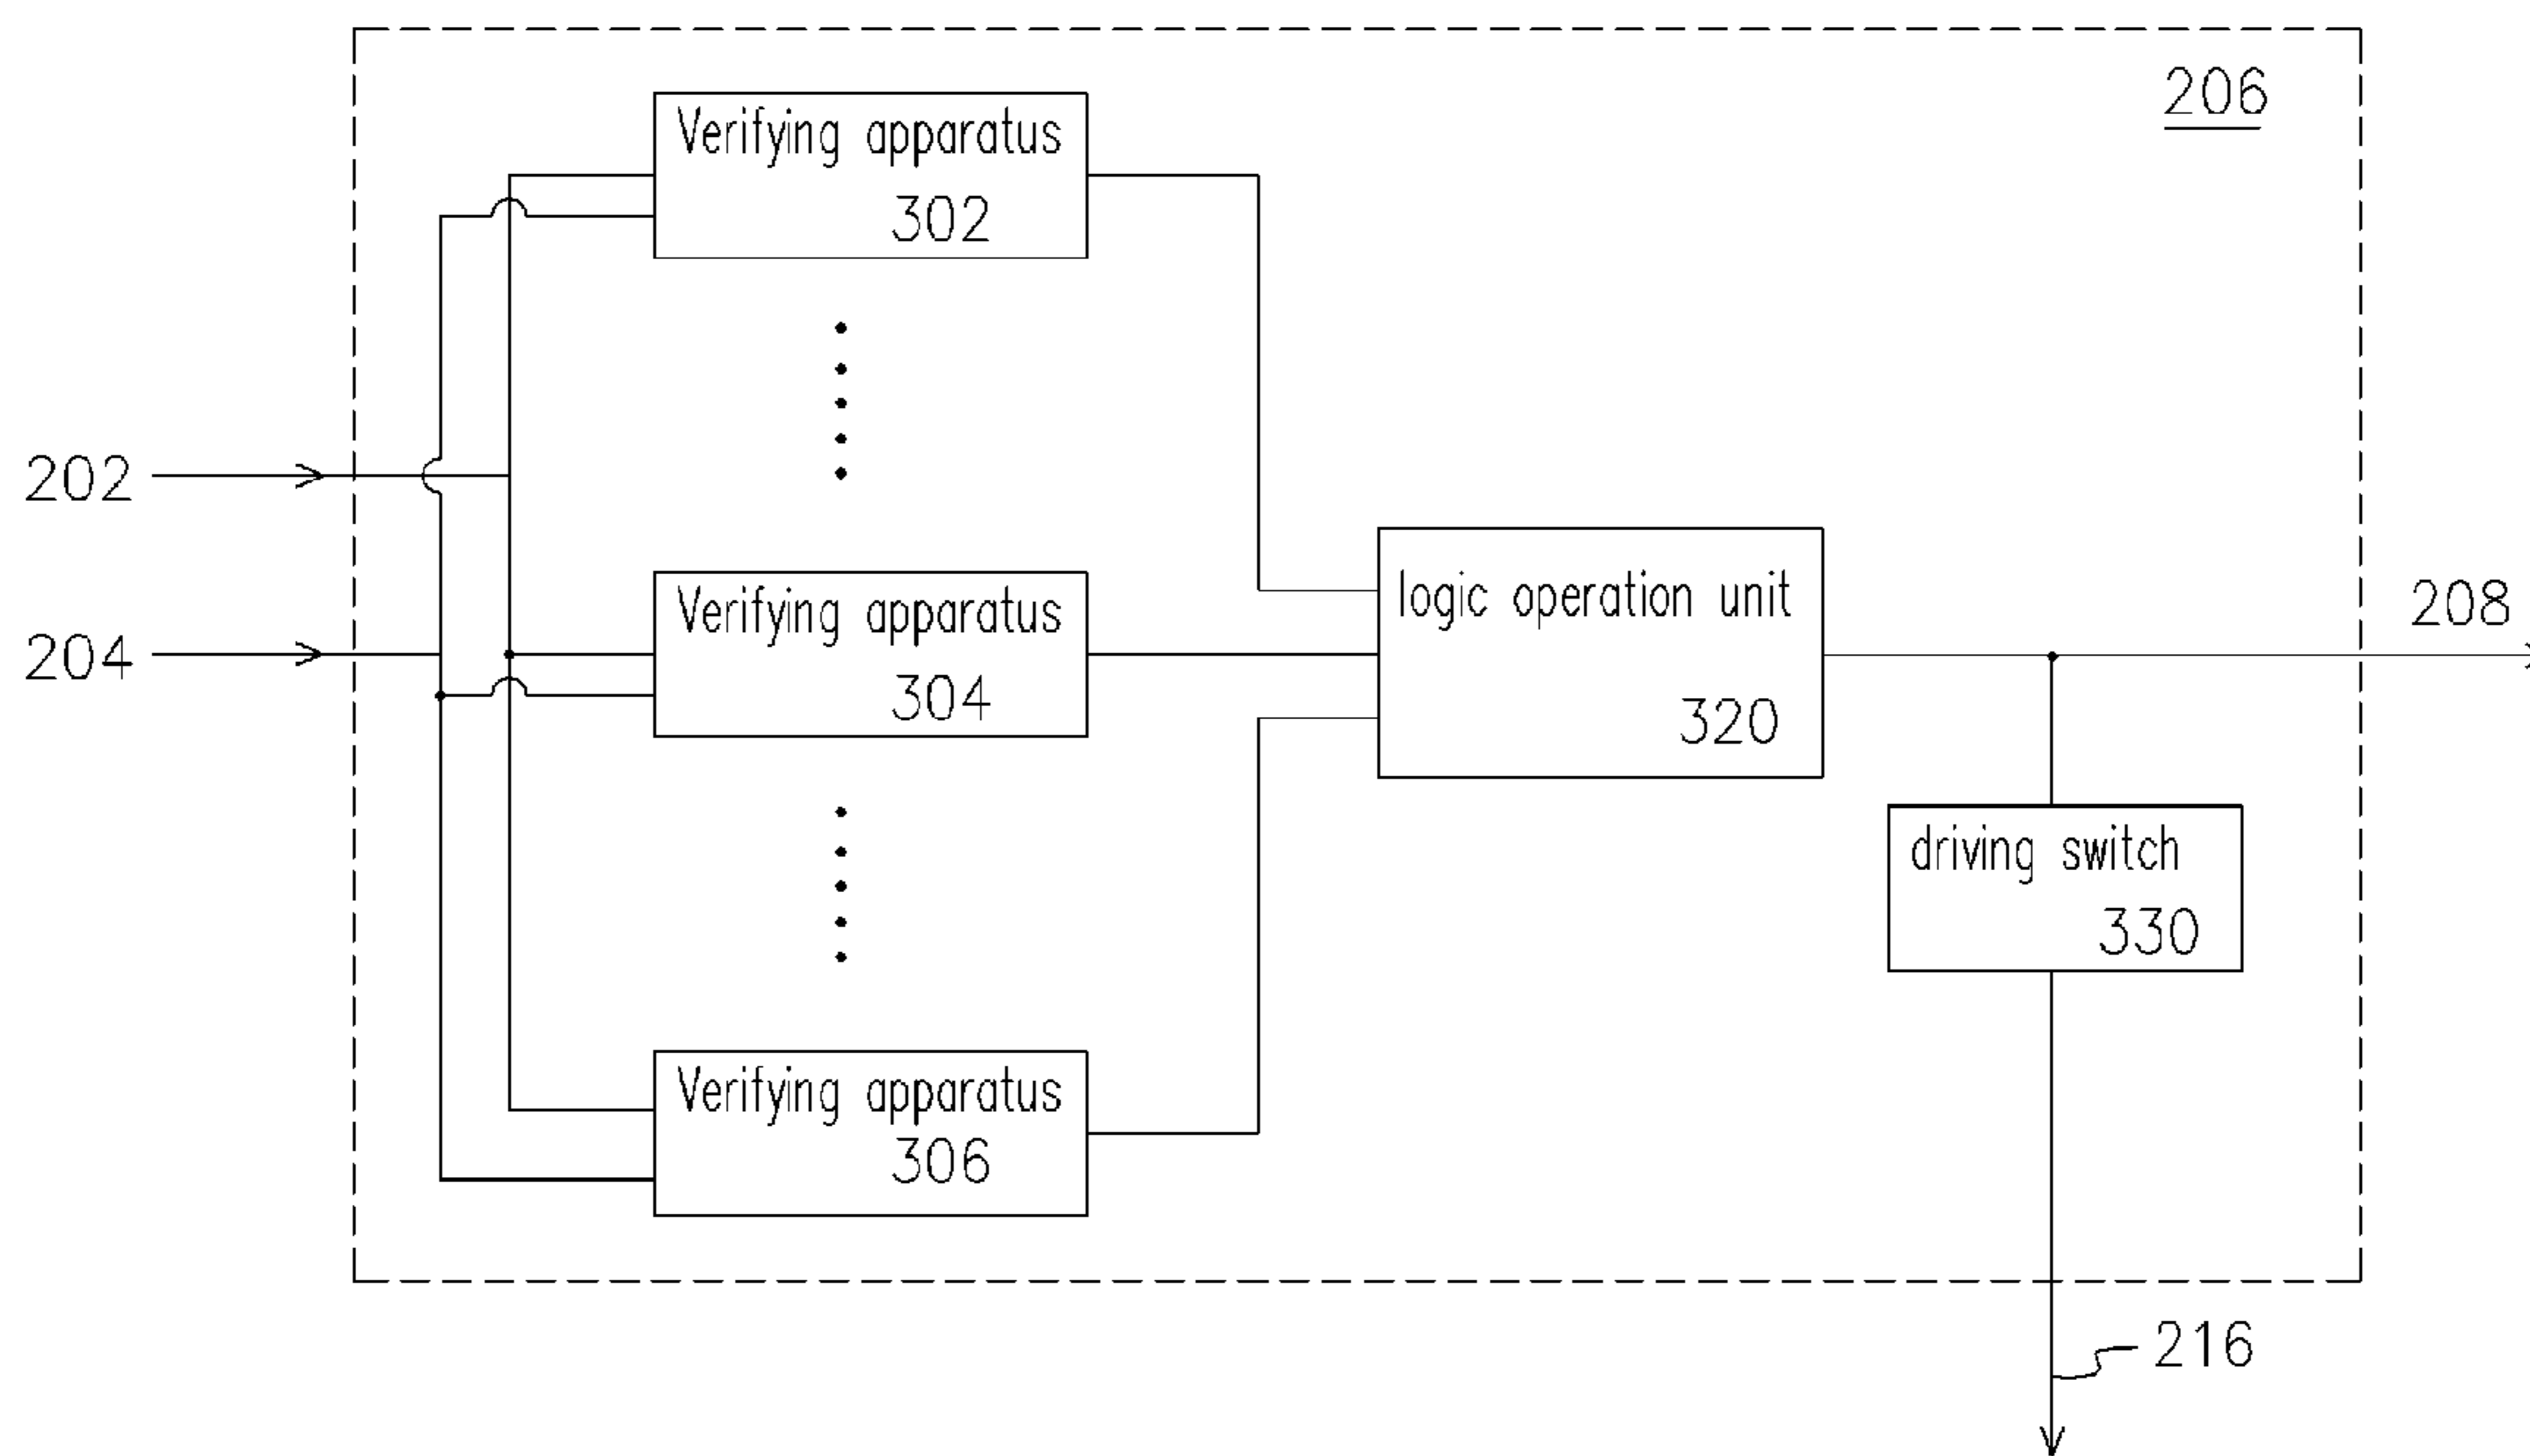 206
Verifying apparatus
302
202
Verifying apparatus
304
204
logic operation unit
320
208
driving switch
330
Verifying apparatus
306
216